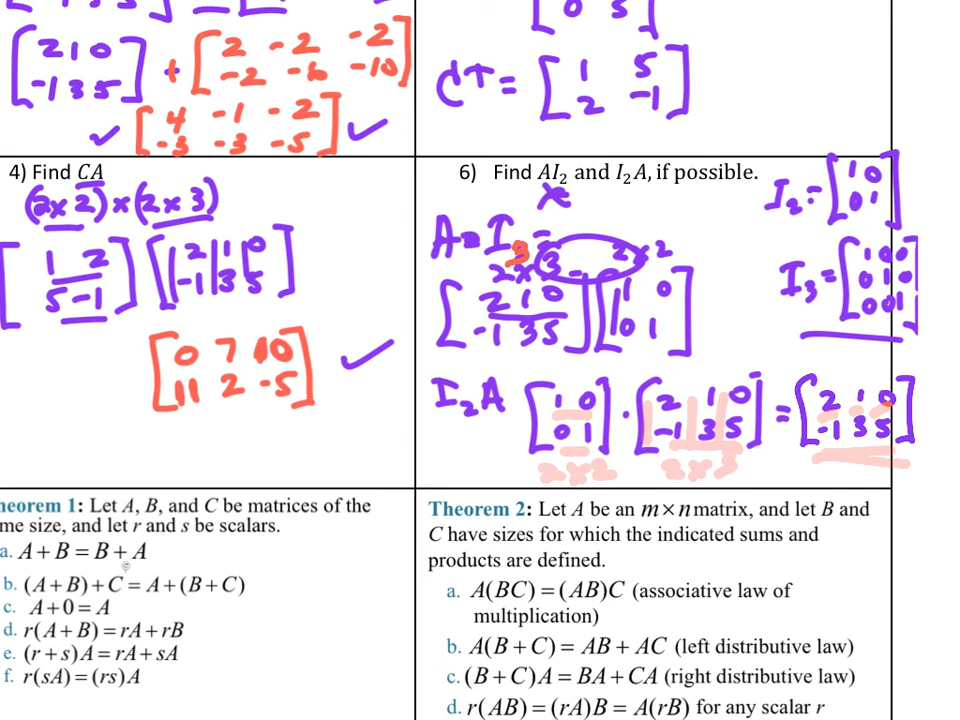 [2 1 0
-1 3 5] + [2 -2 -2
-2 -6 -10]
[4 -1 -2
-3 -3 -5]
0 5
CT = [1 5
2 -1]
4) Find CA
(2x2)x(2x3)
[1 2
5 -1] [2 1 0
-1 3 5]
[0 7 10
11 2 -5]
6) Find AI₂ and I₂A, if possible.
I₂ = [1 0
0 1]
A I 3 =
2x3 2x2
I₃ = [1 0 0
0 1 0
0 0 1]
[2 1 0
-1 3 5] [1 0
0 1]
I₂A [1 0
0 1] · [2 1 0
-1 3 5] = [2 1 0
-1 3 5]
2x2 2x3
heorem 1: Let A, B, and C be matrices of the
me size, and let r and s be scalars.
a. A + B = B + A
b. (A + B) + C = A + (B + C)
c. A + 0 = A
d. r(A + B) = rA + rB
e. (r + s)A = rA + sA
f. r(sA) = (rs)A
Theorem 2: Let A be an m×n matrix, and let B and
C have sizes for which the indicated sums and
products are defined.
a. A(BC) = (AB)C (associative law of
multiplication)
b. A(B + C) = AB + AC (left distributive law)
c. (B + C)A = BA + CA (right distributive law)
d. r(AB) = (rA)B = A(rB) for any scalar r